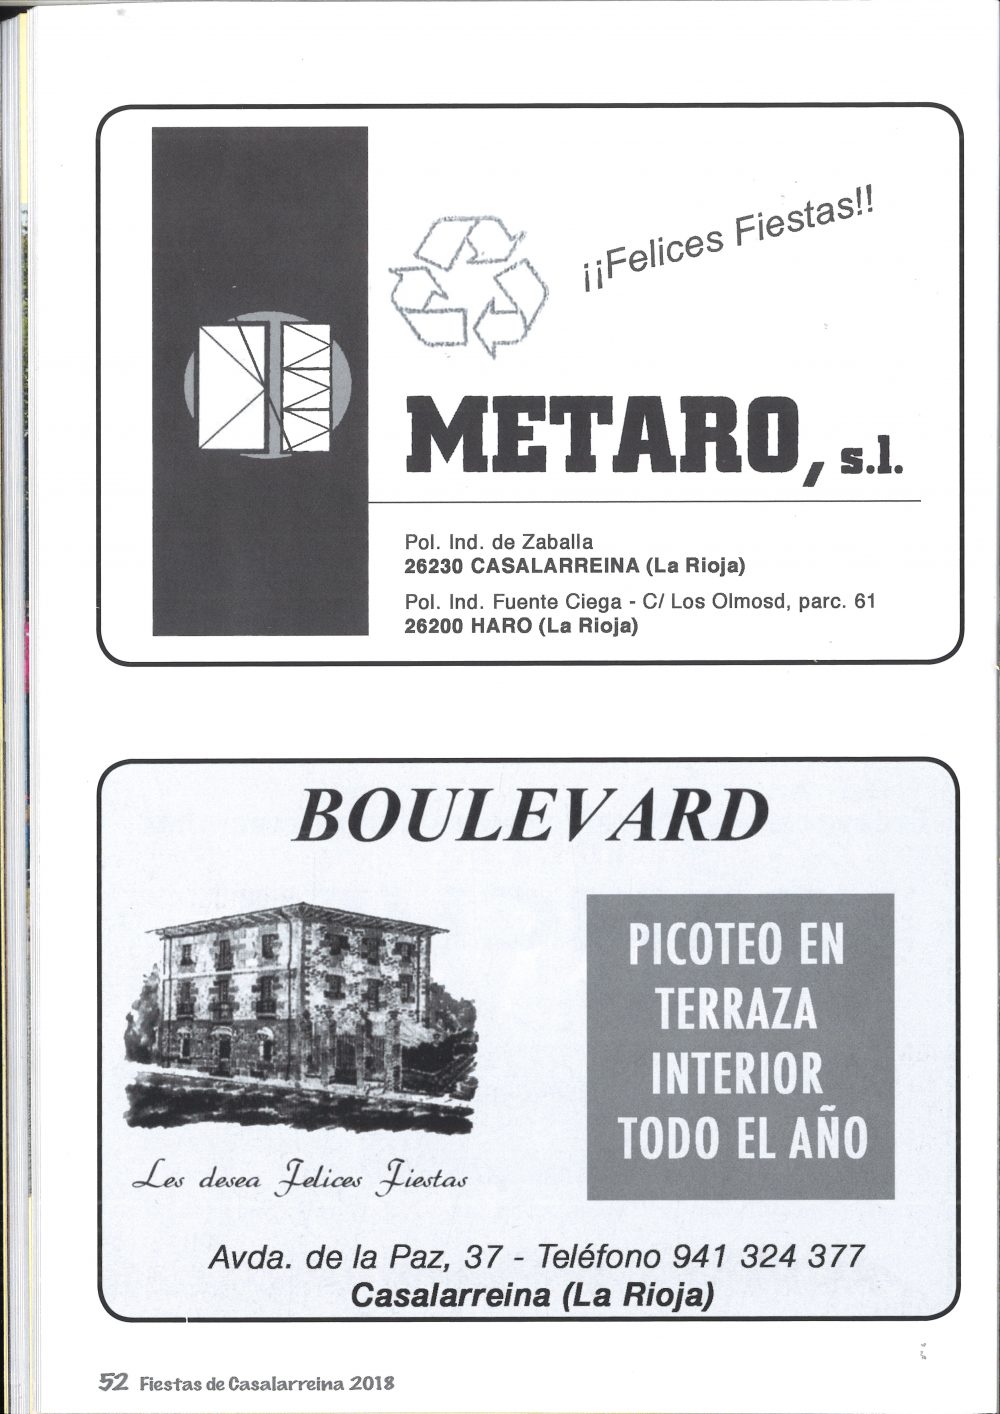 ¡¡Felices Fiestas!!
METARO, s.l.
Pol. Ind. de Zaballa
26230 CASALARREINA (La Rioja)
Pol. Ind. Fuente Ciega - C/ Los Olmosd, parc. 61
26200 HARO (La Rioja)
BOULEVARD
PICOTEO EN
TERRAZA
INTERIOR
TODO EL AÑO
Les desea Felices Fiestas
Avda. de la Paz, 37 - Teléfono 941 324 377
Casalarreina (La Rioja)
52 Fiestas de Casalarreina 2018